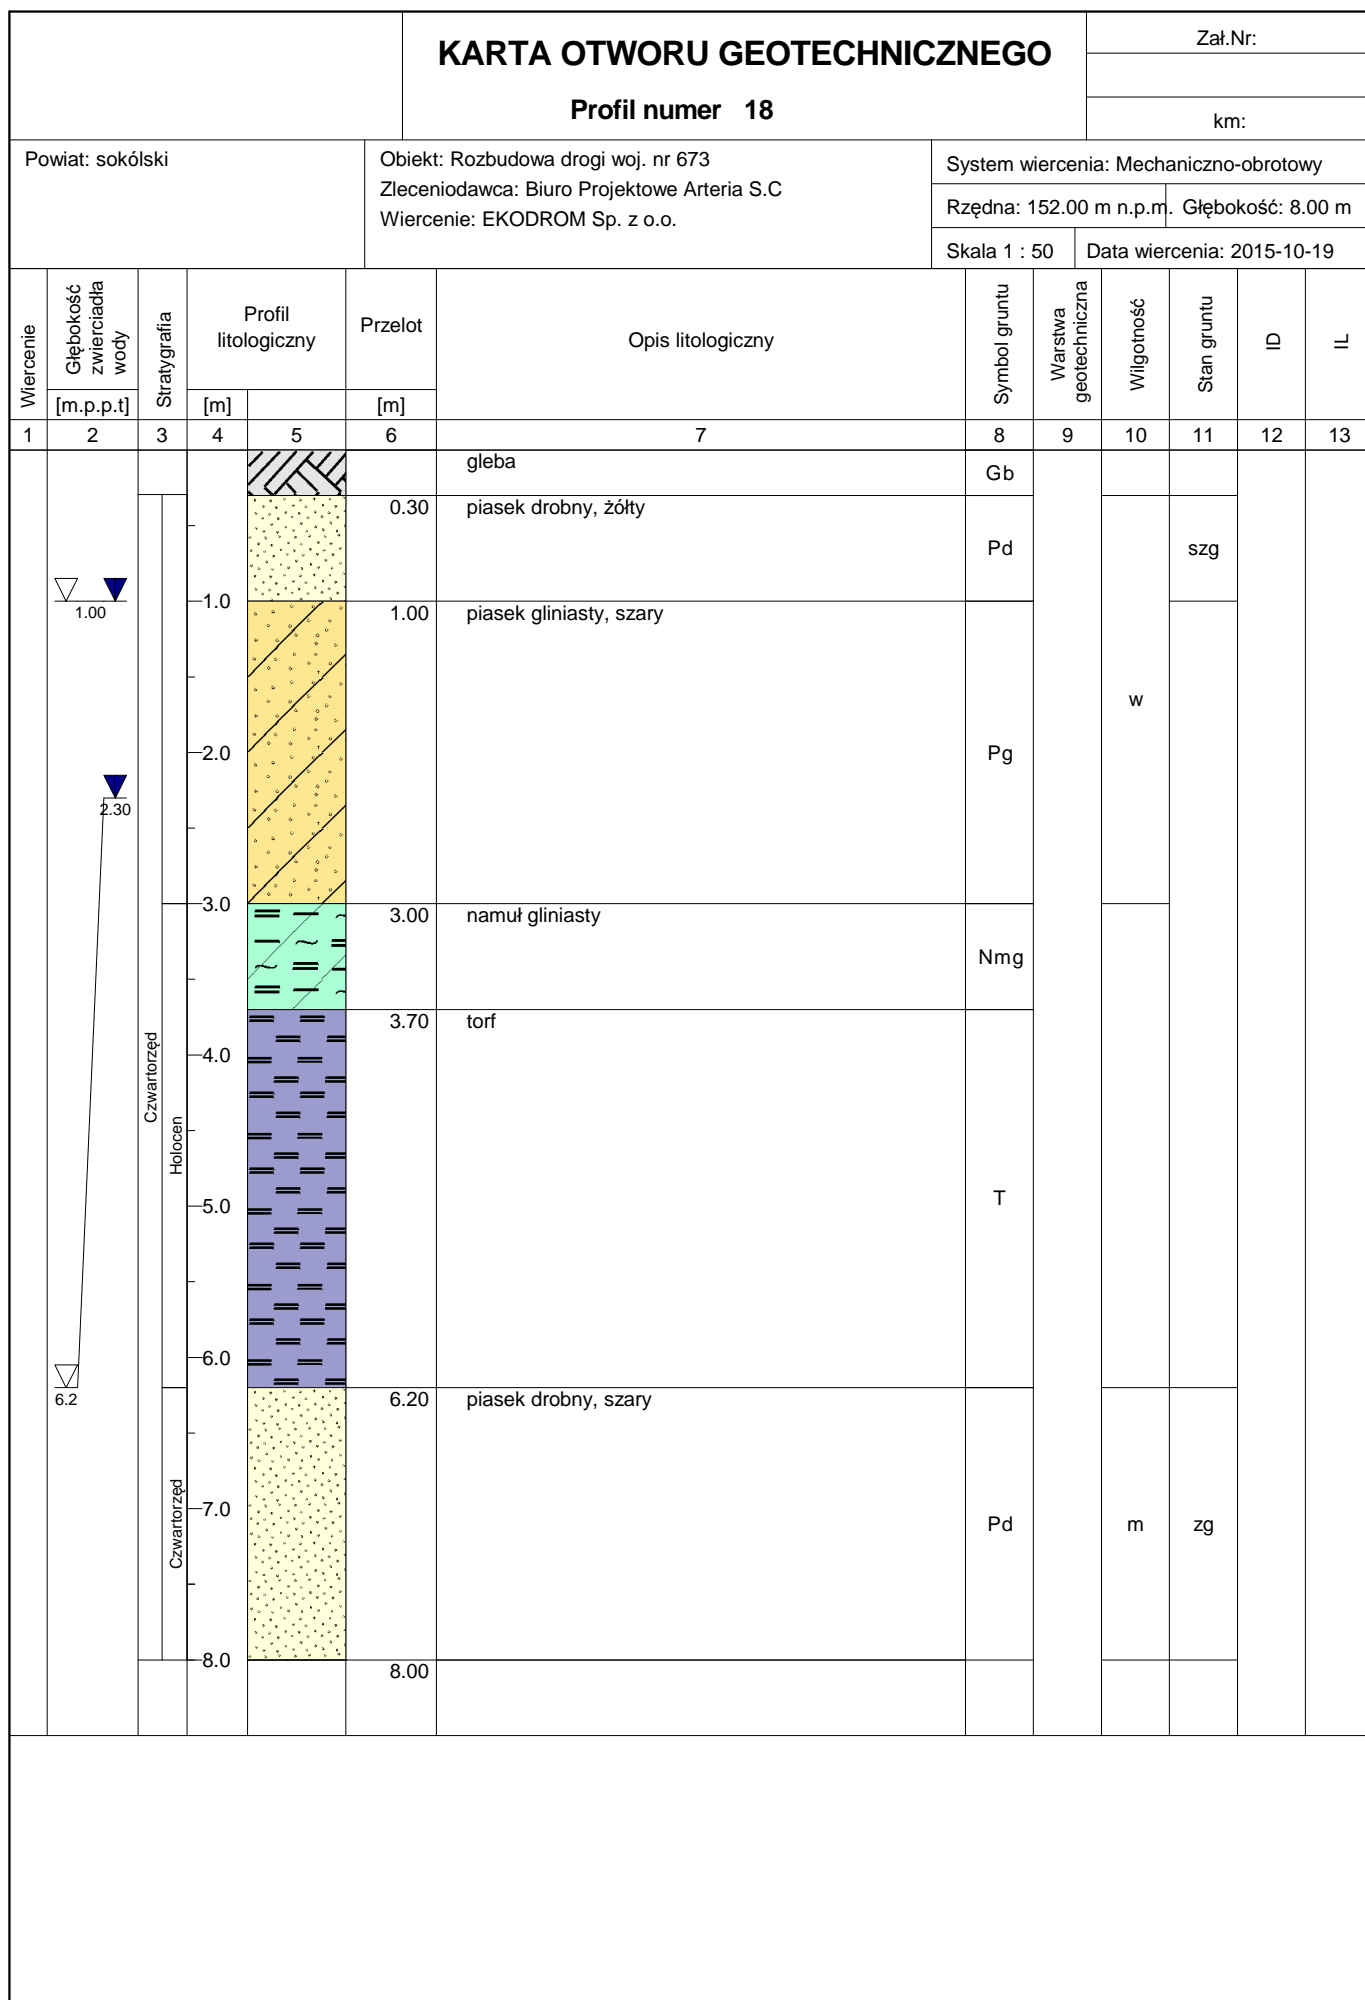 KARTA OTWORU GEOTECHNICZNEGO
Profil numer 18
Zał.Nr:
km:
Powiat: sokólski
Obiekt: Rozbudowa drogi woj. nr 673
Zleceniodawca: Biuro Projektowe Arteria S.C
Wiercenie: EKODROM Sp. z o.o.
System wiercenia: Mechaniczno-obrotowy
Rzędna: 152.00 m n.p.m. Głębokość: 8.00 m
Skala 1 : 50 Data wiercenia: 2015-10-19
Wiercenie
Głębokość
zwierciadła
wody
[m.p.p.t]
Stratygrafia
Profil
litologiczny
[m]
Przelot
[m]
Opis litologiczny
Symbol gruntu
Warstwa
geotechniczna
Wilgotność
Stan gruntu
ID
IL
1 2 3 4 5 6 7 8 9 10 11 12 13
gleba Gb
0.30 piasek drobny, żółty
Pd szg
1.00
1.0
1.00 piasek gliniasty, szary
w
2.0
Pg
2.30
3.0
3.00 namuł gliniasty
Nmg
3.70 torf
4.0
Czwartorzęd
Holocen
5.0
T
6.0
6.2
6.20 piasek drobny, szary
Czwartorzęd
7.0
Pd m zg
8.0
8.00